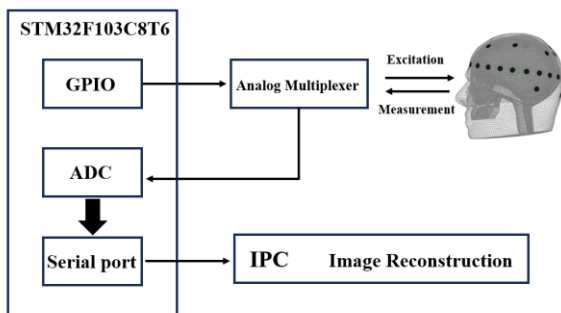 STM32F103C8T6
GPIO
Analog Multiplexer
Excitation
Measurement
ADC
Serial port
IPC Image Reconstruction